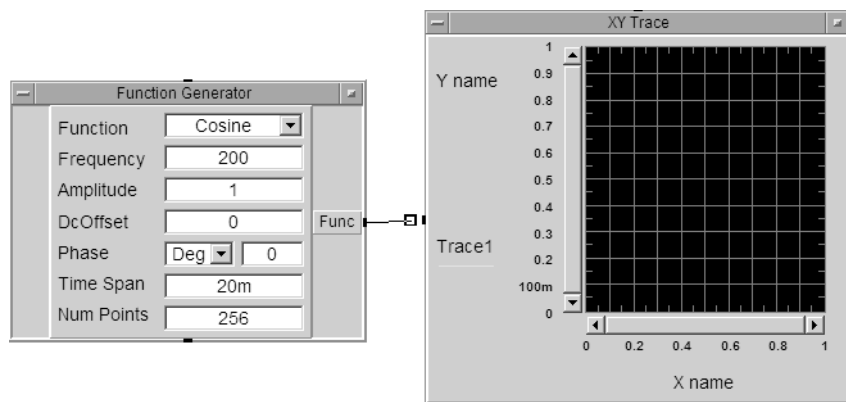 Function Generator
Function Cosine
Frequency 200
Amplitude 1
DcOffset 0
Phase Deg 0
Time Span 20m
Num Points 256
Func
XY Trace
Y name
Trace1
1
0.9
0.8
0.7
0.6
0.5
0.4
0.3
0.2
100m
0
0 0.2 0.4 0.6 0.8 1
X name